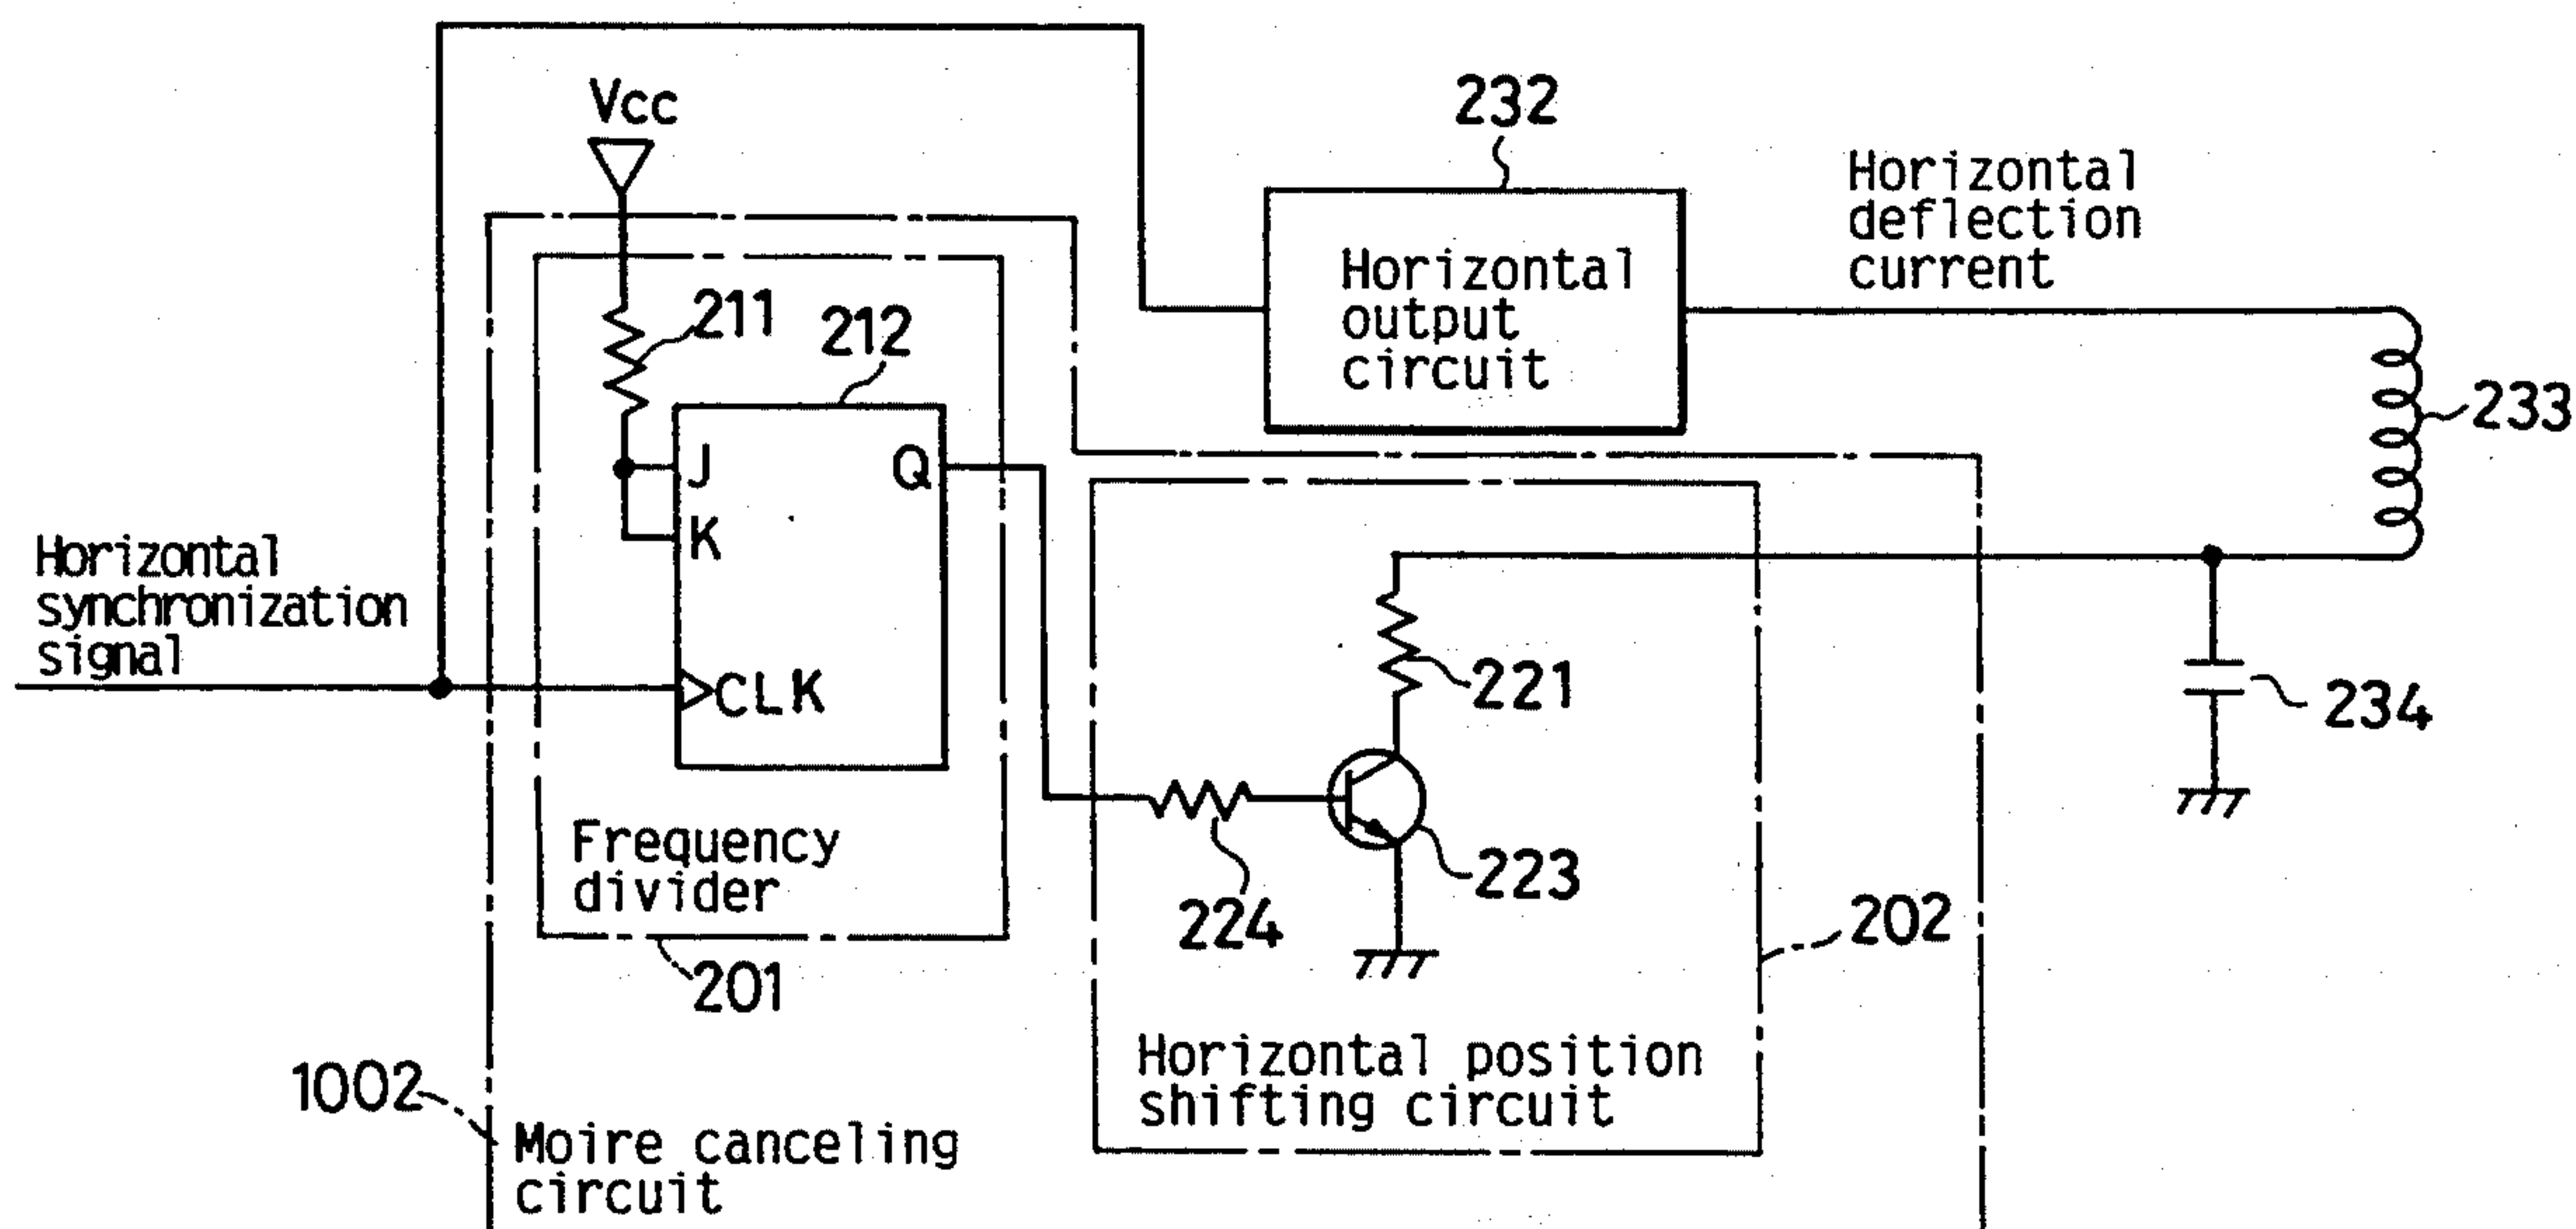 Vcc
232
Horizontal
deflection
current
Horizontal
output
circuit
211
212
233
J
Q
K
Horizontal
synchronization
signal
CLK
221
234
Frequency
divider
224
223
202
201
Horizontal position
shifting circuit
1002
Moire canceling
circuit